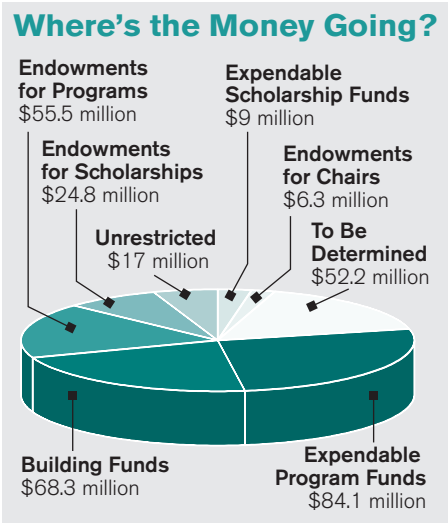 Where's the Money Going?
Endowments
for Programs
$55.5 million
Expendable
Scholarship Funds
$9 million
Endowments
for Scholarships
$24.8 million
Endowments
for Chairs
$6.3 million
Unrestricted
$17 million
To Be
Determined
$52.2 million
Building Funds
$68.3 million
Expendable
Program Funds
$84.1 million